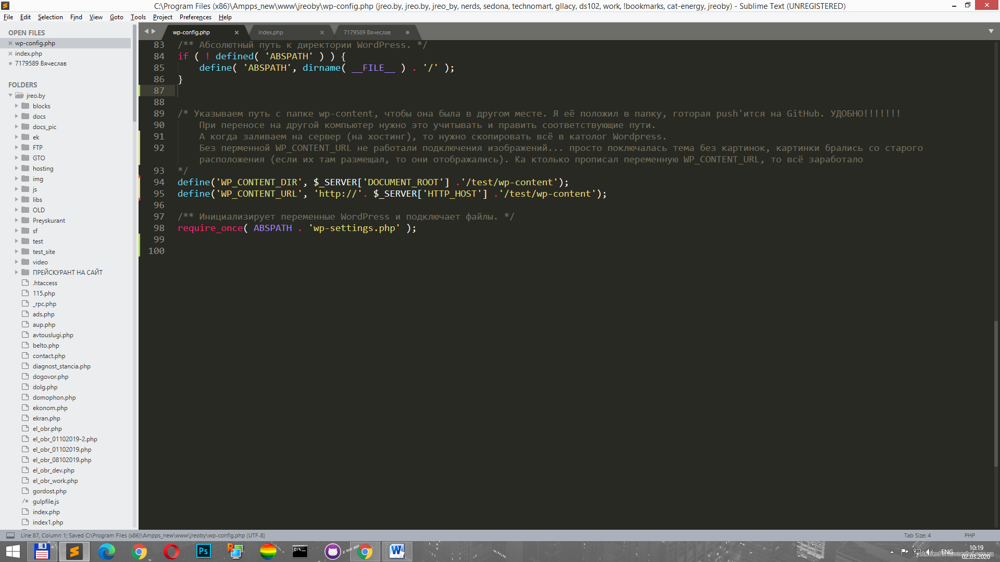 C:\Program Files (x86)\Ampps_new\www\jreoby\wp-config.php (jreo.by, jreo.by, jreo_by, nerds, sedona, technomart, gllacy, ds102, work, !bookmarks, cat-energy, jreoby) - Sublime Text (UNREGISTERED)
File Edit Selection Find View Goto Tools Project Preferences Help
OPEN FILES
wp-config.php
index.php
7179589 Вячеслав
FOLDERS
jreo.by
blocks
docs
docs_pic
ek
FTP
GTO
hosting
img
js
libs
OLD
Preyskurant
sf
test
test_site
video
ПРЕЙСКУРАНТ НА САЙТ
.htaccess
115.php
_rpc.php
ads.php
aup.php
avtouslugi.php
belto.php
contact.php
diagnost_stancia.php
dogovor.php
dolg.php
domophon.php
ekonom.php
ekran.php
el_obr.php
el_obr_01102019-2.php
el_obr_01102019.php
el_obr_08102019.php
el_obr_dev.php
el_obr_work.php
gordost.php
/* gulpfile.js
index.php
index1.php
wp-config.php index.php 7179589 Вячеслав
83 /** Абсолютный путь к директории WordPress. */
84 if ( ! defined( 'ABSPATH' ) ) {
85 define( 'ABSPATH', dirname( __FILE__ ) . '/' );
86 }
87
88
89 /* Указываем путь с папке wp-content, чтобы она была в другом месте. Я её положил в папку, готорая push'ится на GitHub. УДОБНО!!!!!!!
90 При переносе на другой компьютер нужно это учитывать и править соответствующие пути.
91 А когда заливаем на сервер (на хостинг), то нужно скопировать всё в католог Wordpress.
92 Без перменной WP_CONTENT_URL не работали подключения изображений... просто поключалась тема без картинок, картинки брались со старого
расположения (если их там размещал, то они отображались). Ка ктолько прописал переменную WP_CONTENT_URL, то всё заработало
93 */
94 define('WP_CONTENT_DIR', $_SERVER['DOCUMENT_ROOT'] .'/test/wp-content');
95 define('WP_CONTENT_URL', 'http://'. $_SERVER['HTTP_HOST'] .'/test/wp-content');
96
97 /** Инициализирует переменные WordPress и подключает файлы. */
98 require_once( ABSPATH . 'wp-settings.php' );
99
100
Line 87, Column 1; Saved C:\Program Files (x86)\Ampps_new\www\jreoby\wp-config.php (UTF-8)
Tab Size: 4 PHP
Ps
ENG
10:19
02.03.2020